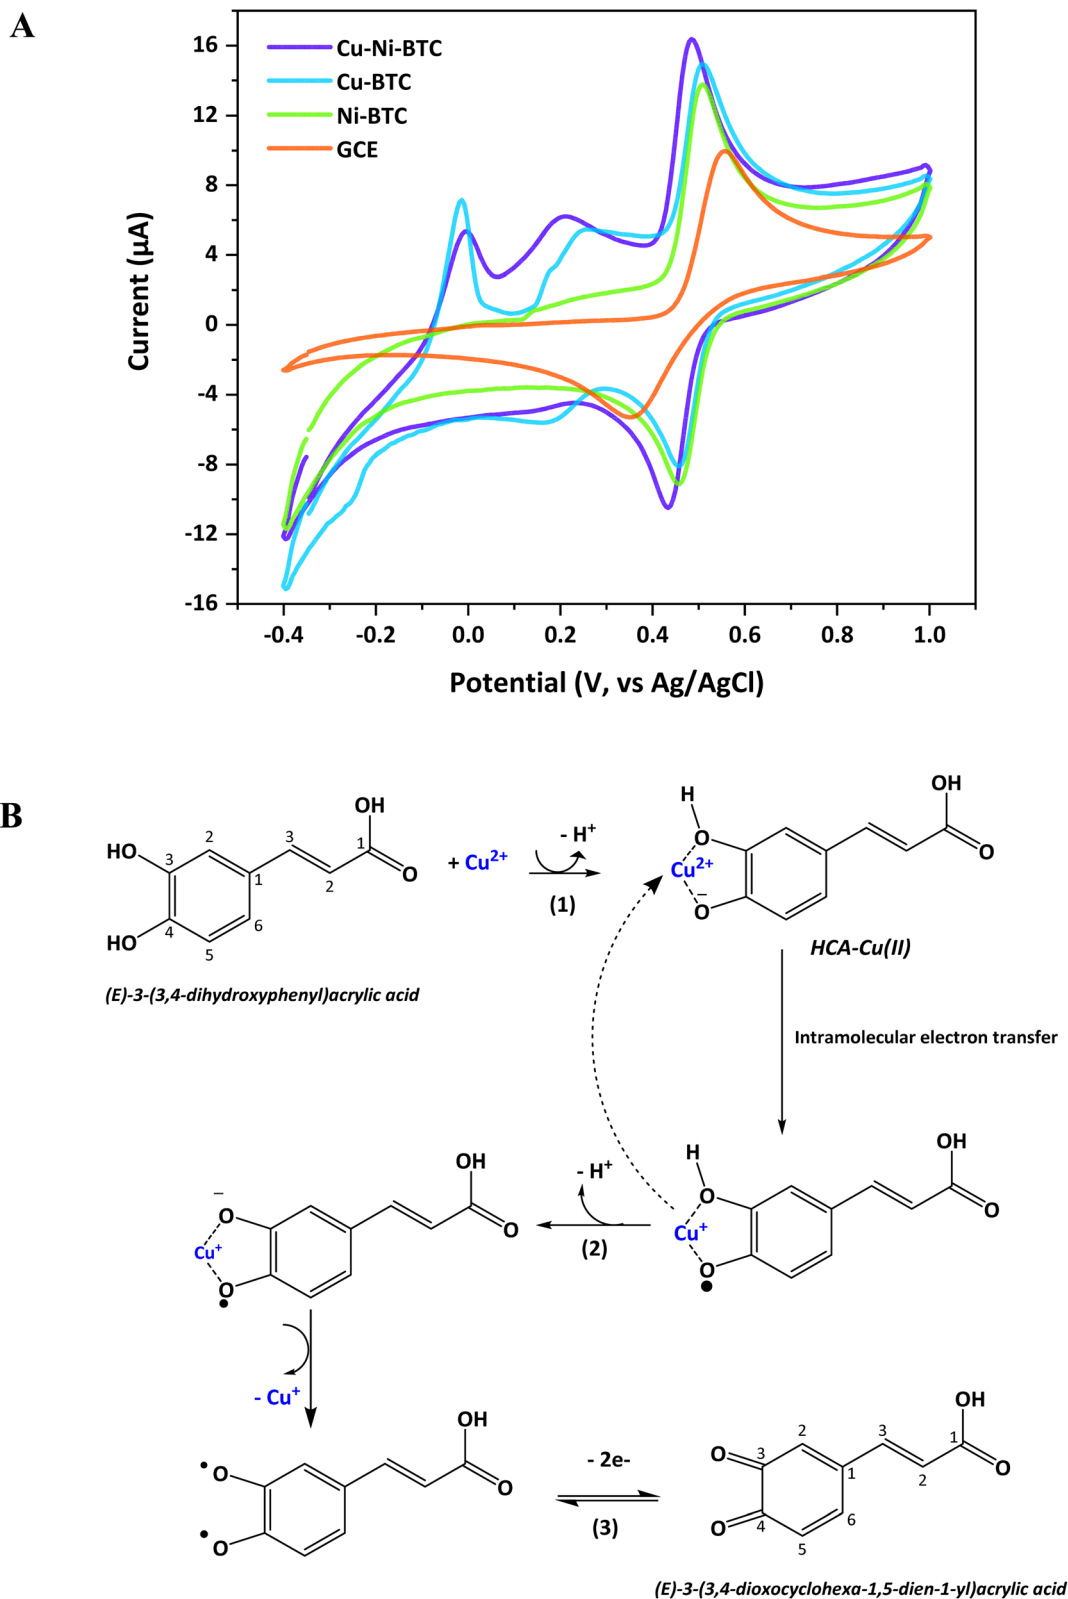 A
Cu-Ni-BTC
Cu-BTC
Ni-BTC
GCE
16
12
8
4
0
-4
-8
-12
-16
Current (µA)
-0.4 -0.2 0.0 0.2 0.4 0.6 0.8 1.0
Potential (V, vs Ag/AgCl)
B
HO
HO
OH
O
1
2
3
4
5
6
1
2
3
(E)-3-(3,4-dihydroxyphenyl)acrylic acid
+ Cu2+
- H+
(1)
H
O
Cu2+
O
–
OH
O
HCA-Cu(II)
Intramolecular electron transfer
H
O
Cu+
O
•
OH
O
- H+
(2)
–
O
Cu+
O
•
OH
O
- Cu+
• O
• O
OH
O
- 2e-
(3)
O
O
OH
O
1
2
3
4
5
6
1
2
3
(E)-3-(3,4-dioxocyclohexa-1,5-dien-1-yl)acrylic acid